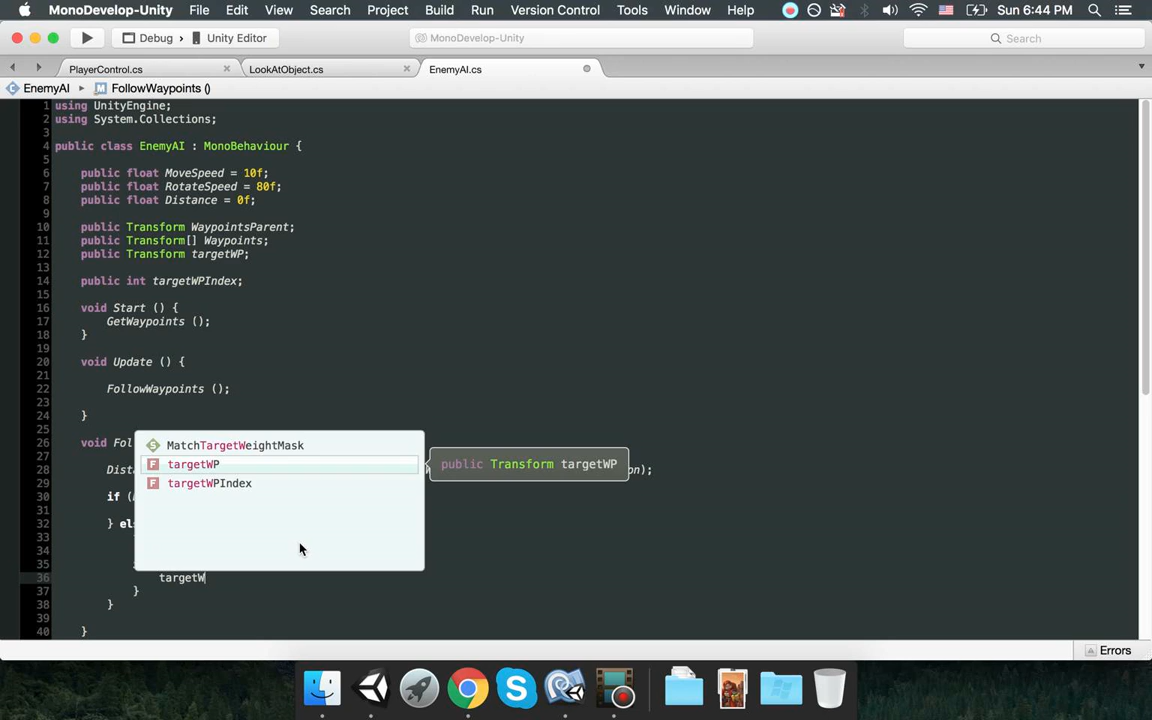 MonoDevelop-Unity File Edit View Search Project Build Run Version Control Tools Window Help Sun 6:44 PM
Debug › Unity Editor MonoDevelop-Unity Search
PlayerControl.cs × LookAtObject.cs × EnemyAI.cs
EnemyAI ▸ M FollowWaypoints ()
1 using UnityEngine;
2 using System.Collections;
3
4 public class EnemyAI : MonoBehaviour {
5
6 public float MoveSpeed = 10f;
7 public float RotateSpeed = 80f;
8 public float Distance = 0f;
9
10 public Transform WaypointsParent;
11 public Transform[] Waypoints;
12 public Transform targetWP;
13
14 public int targetWPIndex;
15
16 void Start () {
17 GetWaypoints ();
18 }
19
20 void Update () {
21
22 FollowWaypoints ();
23
24 }
25
26 void Fol
S MatchTargetWeightMask
27
F targetWP public Transform targetWP
28 Dist on);
F targetWPIndex
29
30 if (
31
32 } els
33
34
35
36 targetW
37 }
38 }
39
40 }
Errors